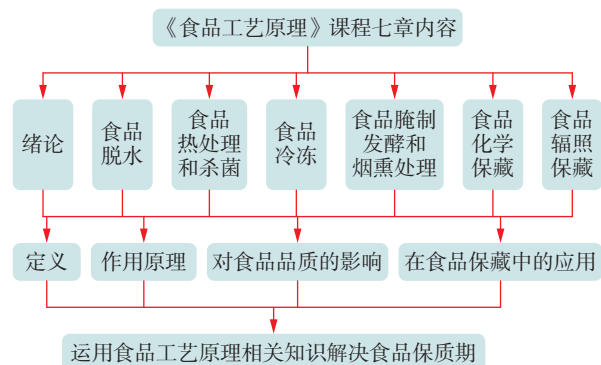 《食品工艺原理》课程七章内容
绪论
食品
脱水
食品
热处理
和杀菌
食品
冷冻
食品腌制
发酵和
烟熏处理
食品
化学
保藏
食品
辐照
保藏
定义
作用原理
对食品品质的影响
在食品保藏中的应用
运用食品工艺原理相关知识解决食品保质期